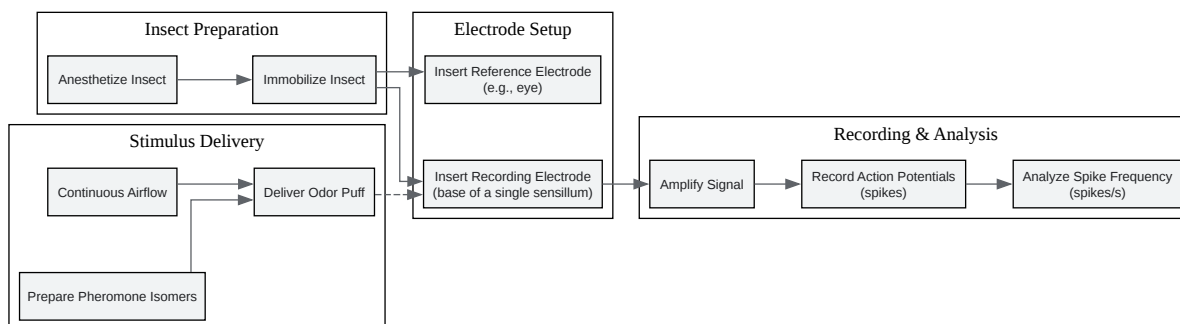 Insect Preparation
Anesthetize Insect
Immobilize Insect
Electrode Setup
Insert Reference Electrode
(e.g., eye)
Insert Recording Electrode
(base of a single sensillum)
Stimulus Delivery
Continuous Airflow
Deliver Odor Puff
Prepare Pheromone Isomers
Recording & Analysis
Amplify Signal
Record Action Potentials
(spikes)
Analyze Spike Frequency
(spikes/s)